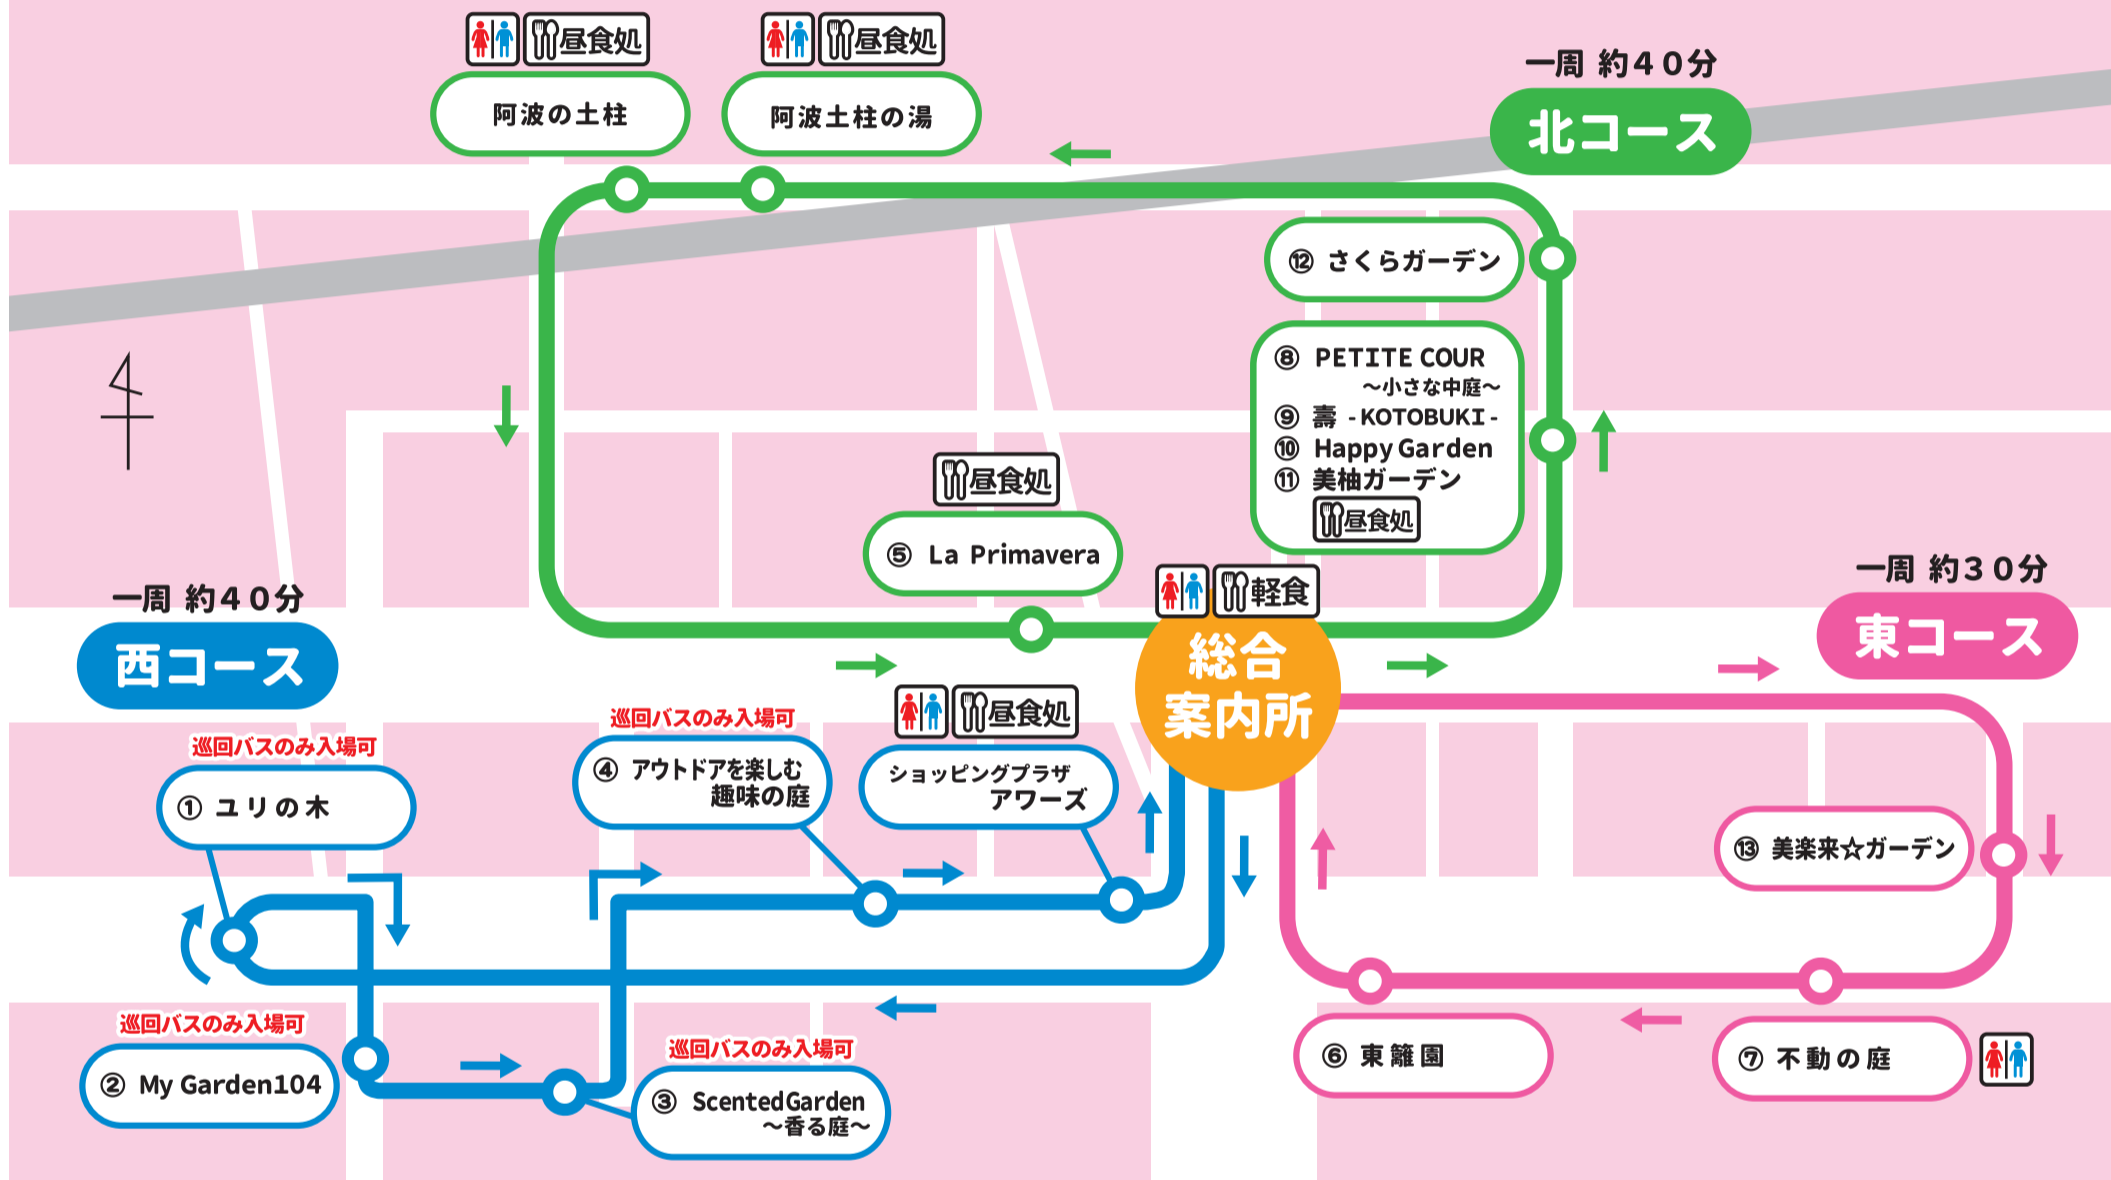 昼食処
昼食処
阿波の土柱
阿波土柱の湯
一周 約40分
北コース
⑫ さくらガーデン
⑧ PETITE COUR
～小さな中庭～
⑨ 壽 -KOTOBUKI-
⑩ Happy Garden
⑪ 美柚ガーデン
昼食処
昼食処
⑤ La Primavera
軽食
総合
案内所
一周 約40分
西コース
一周 約30分
東コース
巡回バスのみ入場可
① ユリの木
巡回バスのみ入場可
④ アウトドアを楽しむ
趣味の庭
昼食処
ショッピングプラザ
アワーズ
⑬ 美楽来☆ガーデン
巡回バスのみ入場可
② My Garden104
巡回バスのみ入場可
③ ScentedGarden
～香る庭～
⑥ 東籬園
⑦ 不動の庭